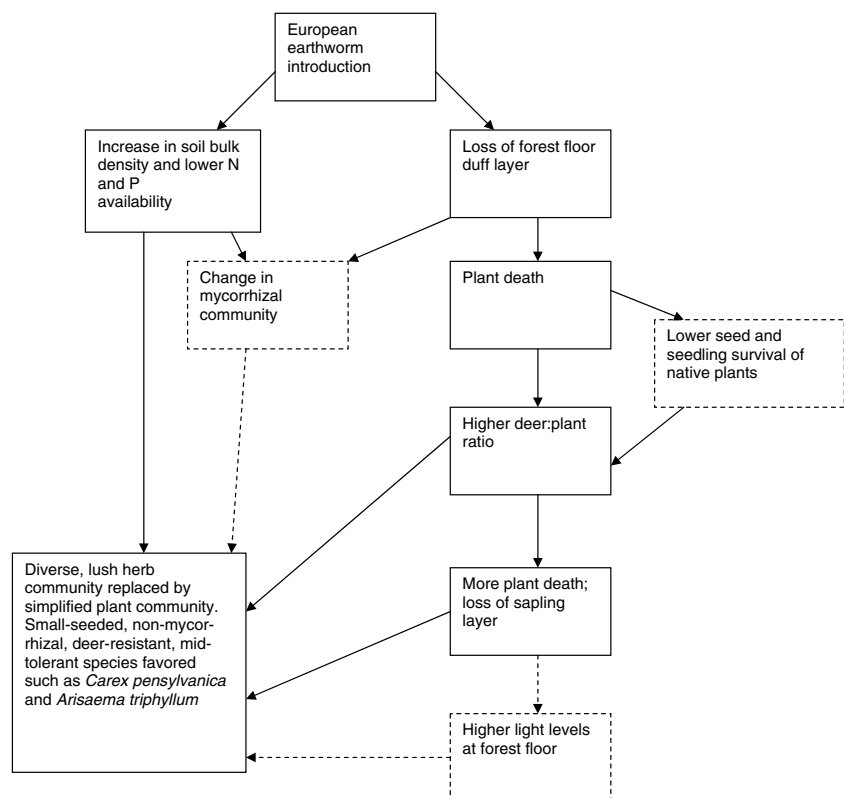 European
earthworm
introduction
Increase in soil bulk
density and lower N
and P
availability
Loss of forest floor
duff layer
Change in
mycorrhizal
community
Plant death
Lower seed and
seedling survival of
native plants
Higher deer:plant
ratio
Diverse, lush herb
community replaced by
simplified plant community.
Small-seeded, non-mycor-
rhizal, deer-resistant, mid-
tolerant species favored
such as Carex pensylvanica
and Arisaema triphyllum
More plant death;
loss of sapling
layer
Higher light levels
at forest floor